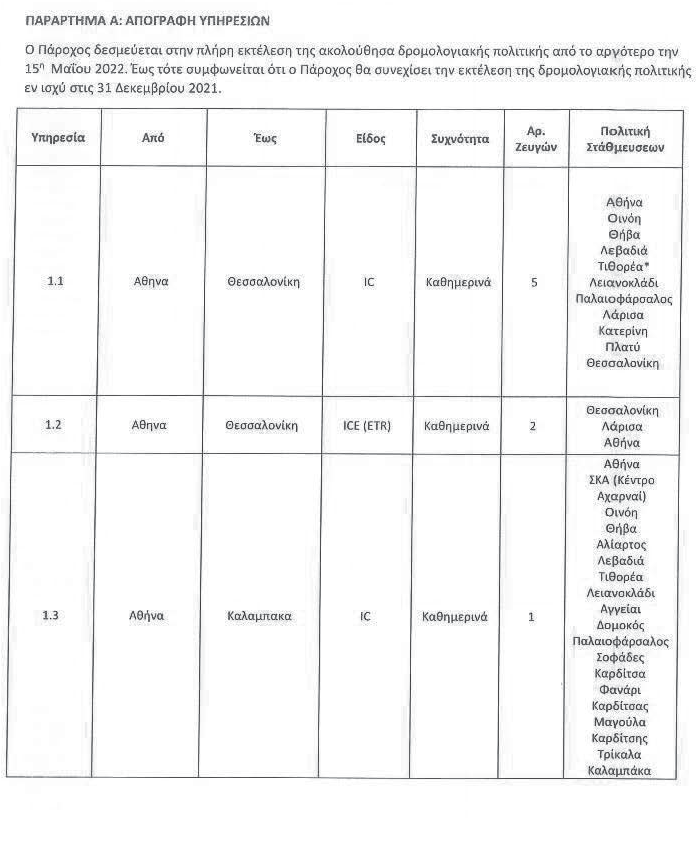 ΠΑΡΑΡΤΗΜΑ Α: ΑΠΟΓΡΑΦΗ ΥΠΗΡΕΣΙΩΝ
Ο Πάροχος δεσμεύεται στην πλήρη εκτέλεση της ακολούθησα δρομολογιακής πολιτικής από το αργότερο την
15η Μαΐου 2022. Έως τότε συμφωνείται ότι ο Πάροχος θα συνεχίσει την εκτέλεση της δρομολογιακής πολιτικής
εν ισχύ στις 31 Δεκεμβρίου 2021.
Υπηρεσία Από Έως Είδος Συχνότητα Αρ. Ζευγών Πολιτική Στάθμευσεων
1.1 Αθηνα Θεσσαλονίκη IC Καθημερινά 5
Αθήνα
Οινόη
Θήβα
Λεβαδιά
Τιθορέα*
Λειανοκλάδι
Παλαιοφάρσαλος
Λάρισα
Κατερίνη
Πλατύ
Θεσσαλονίκη
1.2 Αθηνα Θεσσαλονίκη ICE (ETR) Καθημερινά 2
Θεσσαλονίκη
Λάρισα
Αθήνα
1.3 Αθήνα Καλαμπακα IC Καθημερινά 1
Αθήνα
ΣΚΑ (Κέντρο
Αχαρναί)
Οινόη
Θήβα
Αλίαρτος
Λεβαδιά
Τιθορέα
Λειανοκλάδι
Αγγείαι
Δομοκός
Παλαιοφάρσαλος
Σοφάδες
Καρδίτσα
Φανάρι
Καρδίτσας
Μαγούλα
Καρδίτσης
Τρίκαλα
Καλαμπάκα